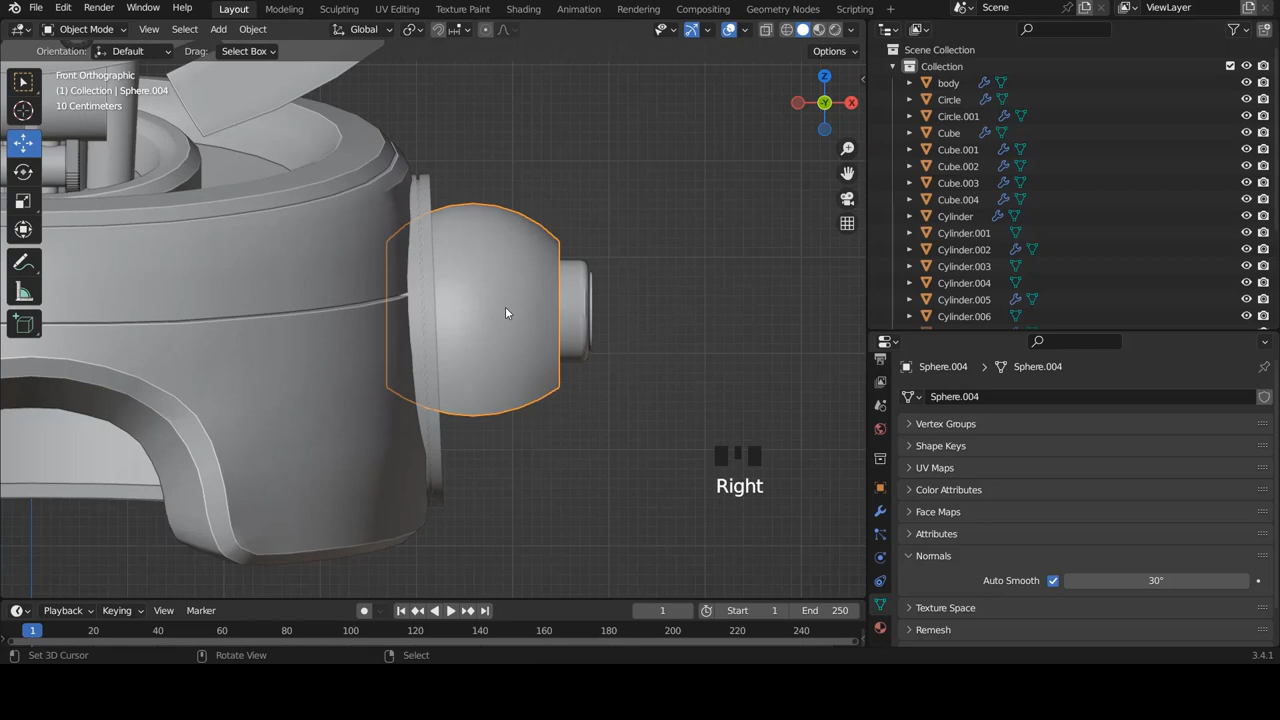 File Edit Render Window Help Layout Modeling Sculpting UV Editing Texture Paint Shading Animation Rendering Compositing Geometry Nodes Scripting + Scene ViewLayer
Object Mode View Select Add Object Global
Orientation: Default Drag: Select Box Options
Front Orthographic
(1) Collection | Sphere.004
10 Centimeters
Z
-Y X
Scene Collection
Collection
body
Circle
Circle.001
Cube
Cube.001
Cube.002
Cube.003
Cube.004
Cylinder
Cylinder.001
Cylinder.002
Cylinder.003
Cylinder.004
Cylinder.005
Cylinder.006
Sphere.004 Sphere.004
Sphere.004
Vertex Groups
Shape Keys
UV Maps
Color Attributes
Face Maps
Attributes
Normals
Auto Smooth 30°
Texture Space
Remesh
Right
Playback Keying View Marker 1 Start 1 End 250
1 20 40 60 80 100 120 140 160 180 200 220 240
Set 3D Cursor Rotate View Select 3.4.1